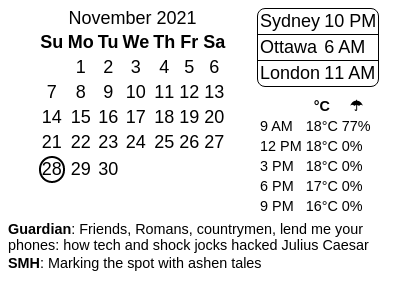 November 2021
Su Mo Tu We Th Fr Sa
1 2 3 4 5 6
7 8 9 10 11 12 13
14 15 16 17 18 19 20
21 22 23 24 25 26 27
28 29 30
Sydney 10 PM
Ottawa 6 AM
London 11 AM
°C ☂
9 AM 18°C 77%
12 PM 18°C 0%
3 PM 18°C 0%
6 PM 17°C 0%
9 PM 16°C 0%
Guardian: Friends, Romans, countrymen, lend me your
phones: how tech and shock jocks hacked Julius Caesar
SMH: Marking the spot with ashen tales